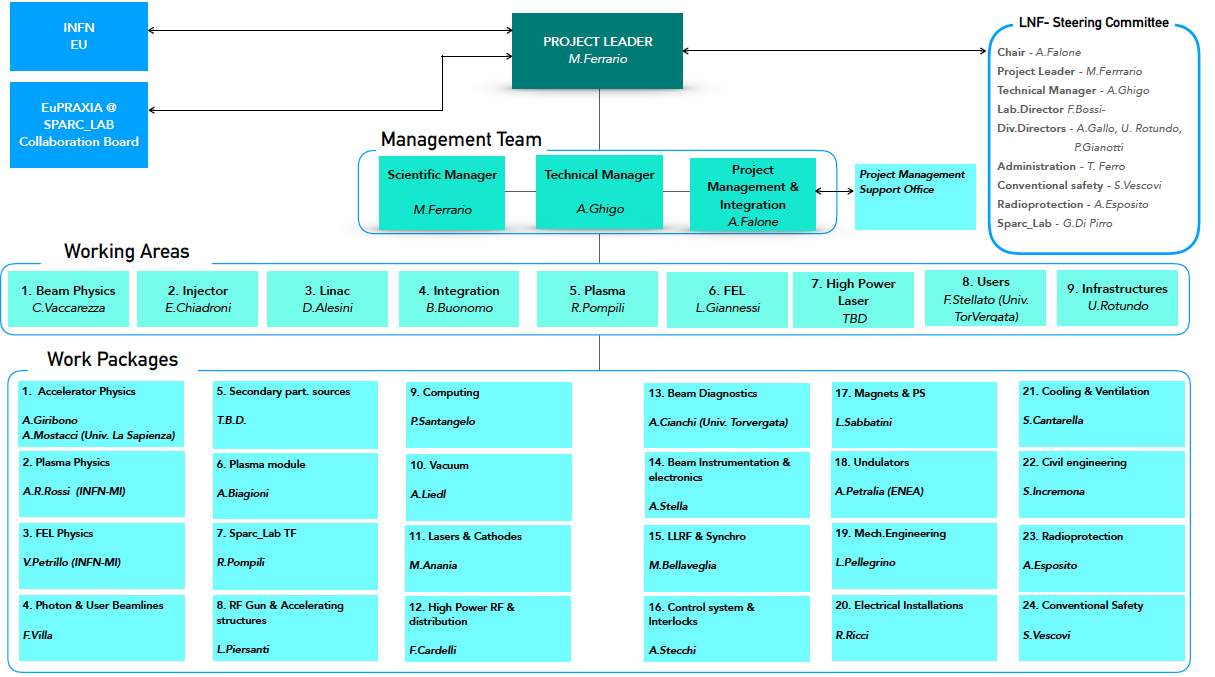 INFN
EU
EuPRAXIA @
SPARC_LAB
Collaboration Board
PROJECT LEADER
M.Ferrario
LNF- Steering Committee
Chair - A.Falone
Project Leader - M.Ferrrario
Technical Manager - A.Ghigo
Lab.Director F.Bossi-
Div.Directors - A.Gallo, U. Rotundo,
P.Gianotti
Administration - T. Ferro
Conventional safety - S.Vescovi
Radioprotection - A.Esposito
Sparc_Lab - G.Di Pirro
Management Team
Scientific Manager
M.Ferrario
Technical Manager
A.Ghigo
Project
Management &
Integration
A.Falone
Project Management
Support Office
Working Areas
1. Beam Physics
C.Vaccarezza
2. Injector
E.Chiadroni
3. Linac
D.Alesini
4. Integration
B.Buonomo
5. Plasma
R.Pompili
6. FEL
L.Giannessi
7. High Power
Laser
TBD
8. Users
F.Stellato (Univ.
TorVergata)
9. Infrastructures
U.Rotundo
Work Packages
1. Accelerator Physics
A.Giribono
A.Mostacci (Univ. La Sapienza)
2. Plasma Physics
A.R.Rossi (INFN-MI)
3. FEL Physics
V.Petrillo (INFN-MI)
4. Photon & User Beamlines
F.Villa
5. Secondary part. sources
T.B.D.
6. Plasma module
A.Biagioni
7. Sparc_Lab TF
R.Pompili
8. RF Gun & Accelerating
structures
L.Piersanti
9. Computing
P.Santangelo
10. Vacuum
A.Liedl
11. Lasers & Cathodes
M.Anania
12. High Power RF &
distribution
F.Cardelli
13. Beam Diagnostics
A.Cianchi (Univ. Torvergata)
14. Beam Instrumentation &
electronics
A.Stella
15. LLRF & Synchro
M.Bellaveglia
16. Control system &
Interlocks
A.Stecchi
17. Magnets & PS
L.Sabbatini
18. Undulators
A.Petralia (ENEA)
19. Mech.Engineering
L.Pellegrino
20. Electrical Installations
R.Ricci
21. Cooling & Ventilation
S.Cantarella
22. Civil engineering
S.Incremona
23. Radioprotection
A.Esposito
24. Conventional Safety
S.Vescovi